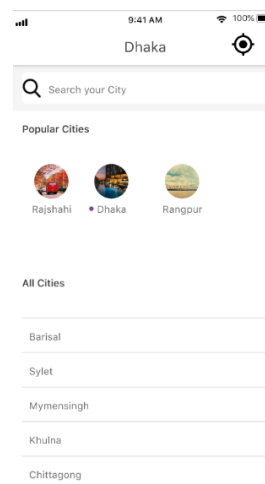 9:41 AM 100%
Dhaka
Search your City
Popular Cities
Rajshahi Dhaka Rangpur
All Cities
Barisal
Sylet
Mymensingh
Khulna
Chittagong